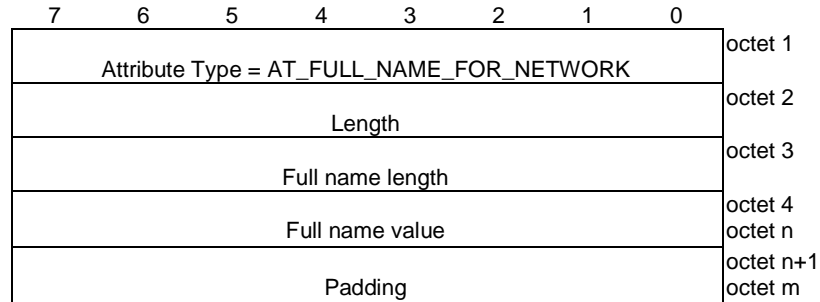 7 6 5 4 3 2 1 0
octet 1
Attribute Type = AT_FULL_NAME_FOR_NETWORK
octet 2
Length
octet 3
Full name length
octet 4
Full name value octet n
octet n+1
Padding octet m